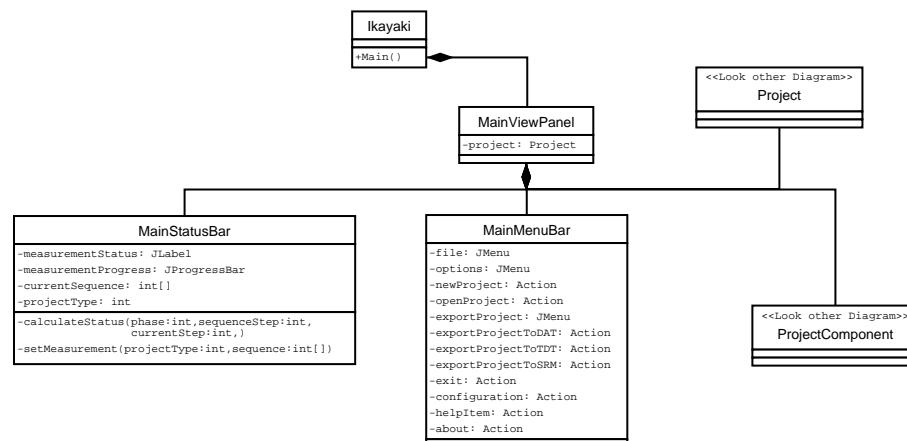 Ikayaki
+Main()
<<Look other Diagram>>
Project
MainViewPanel
-project: Project
MainStatusBar
-measurementStatus: JLabel
-measurementProgress: JProgressBar
-currentSequence: int[]
-projectType: int
-calculateStatus(phase:int,sequenceStep:int,
currentStep:int,)
-setMeasurement(projectType:int,sequence:int[])
MainMenuBar
-file: JMenu
-options: JMenu
-newProject: Action
-openProject: Action
-exportProject: JMenu
-exportProjectToDAT: Action
-exportProjectToTDT: Action
-exportProjectToSRM: Action
-exit: Action
-configuration: Action
-helpItem: Action
-about: Action
<<Look other Diagram>>
ProjectComponent